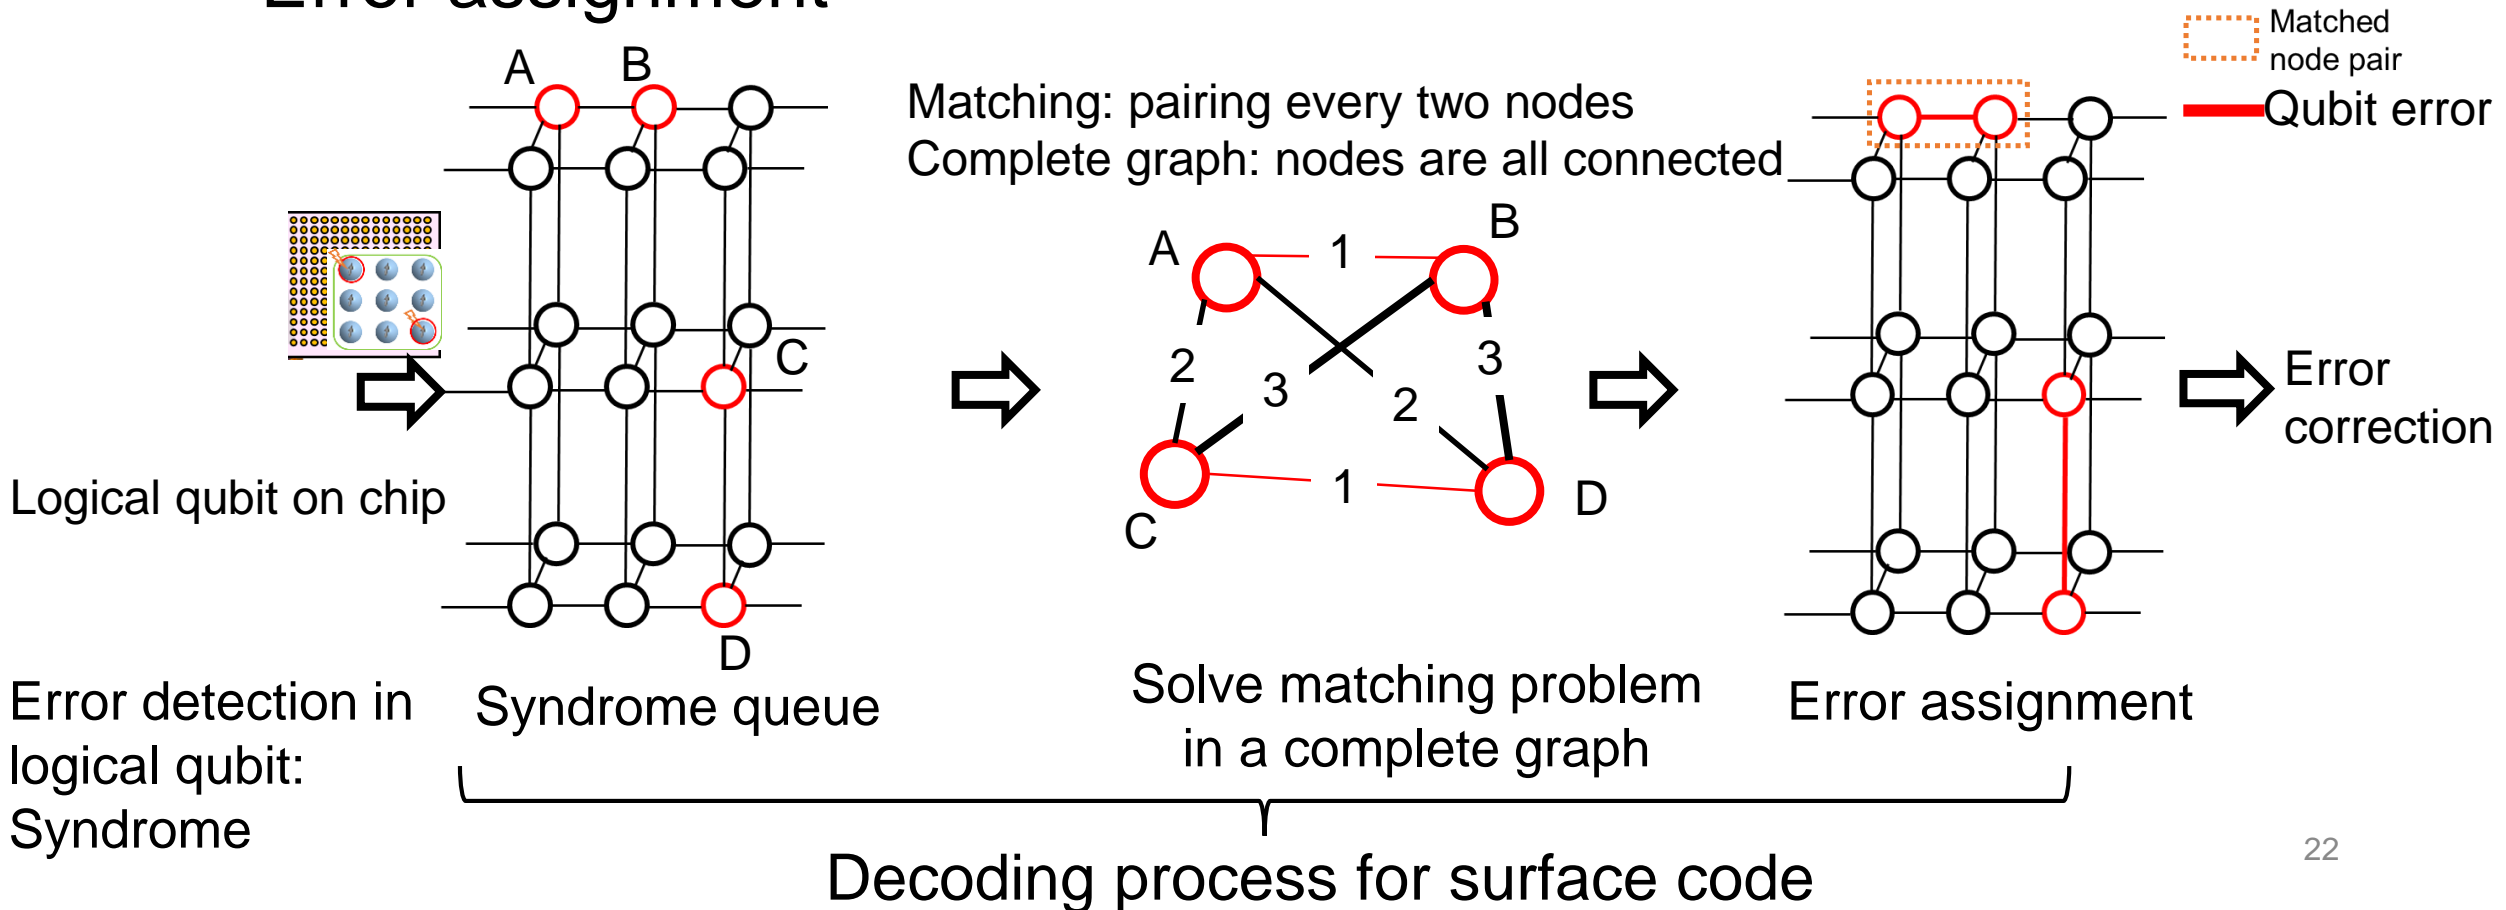 Error assignment
Matched
node pair
Qubit error
A
B
Matching: pairing every two nodes
Complete graph: nodes are all connected
C
D
A
B
1
2
3
2
3
1
C
D
Logical qubit on chip
Error
correction
Error detection in
logical qubit:
Syndrome
Syndrome queue
Solve matching problem
in a complete graph
Error assignment
Decoding process for surface code
22